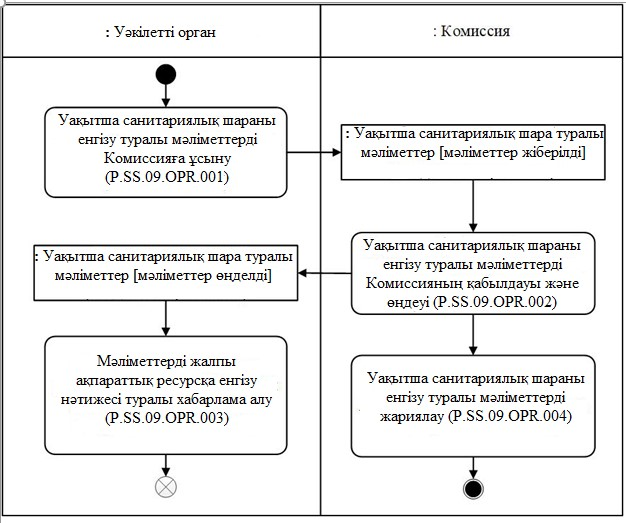 : Уәкілетті орган
: Комиссия
Уақытша санитариялық шараны
енгізу туралы мәліметтерді
Комиссияға ұсыну
(P.SS.09.OPR.001)
: Уақытша санитариялық шара туралы
мәліметтер [мәліметтер жіберілді]
Уақытша санитариялық шараны
енгізу туралы мәліметтерді
Комиссияның қабылдауы және
өңдеуі (P.SS.09.OPR.002)
: Уақытша санитариялық шара туралы
мәліметтер [мәліметтер өңделді]
Мәліметтерді жалпы
ақпараттық ресурсқа енгізу
нәтижесі туралы хабарлама алу
(P.SS.09.OPR.003)
Уақытша санитариялық шараны
енгізу туралы мәліметтерді
жариялау (P.SS.09.OPR.004)